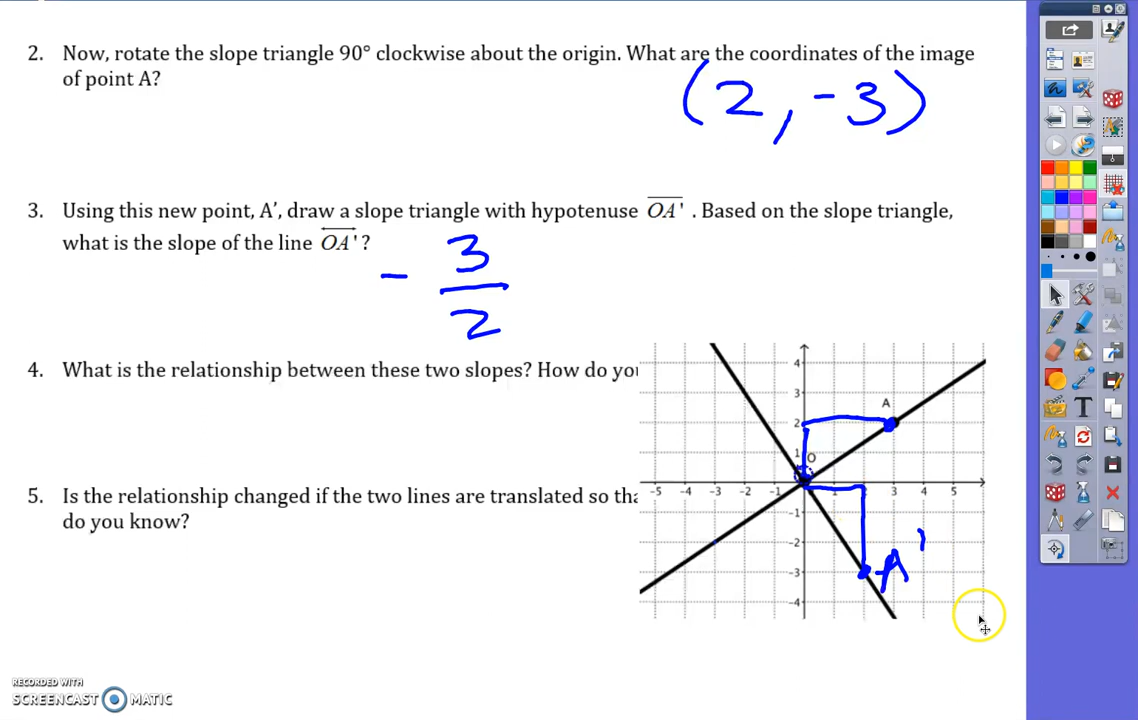 2. Now, rotate the slope triangle 90° clockwise about the origin. What are the coordinates of the image
of point A?
(2, -3)
3. Using this new point, A', draw a slope triangle with hypotenuse OA' . Based on the slope triangle,
what is the slope of the line OA'?
- 3/2
4. What is the relationship between these two slopes? How do you
5. Is the relationship changed if the two lines are translated so tha
do you know?
4
3
A
2
1
O
-5 -4 -3 -2 -1 1 3 4 5
-1
-2
A'
-3
-4
RECORDED WITH
SCREENCAST MATIC
T